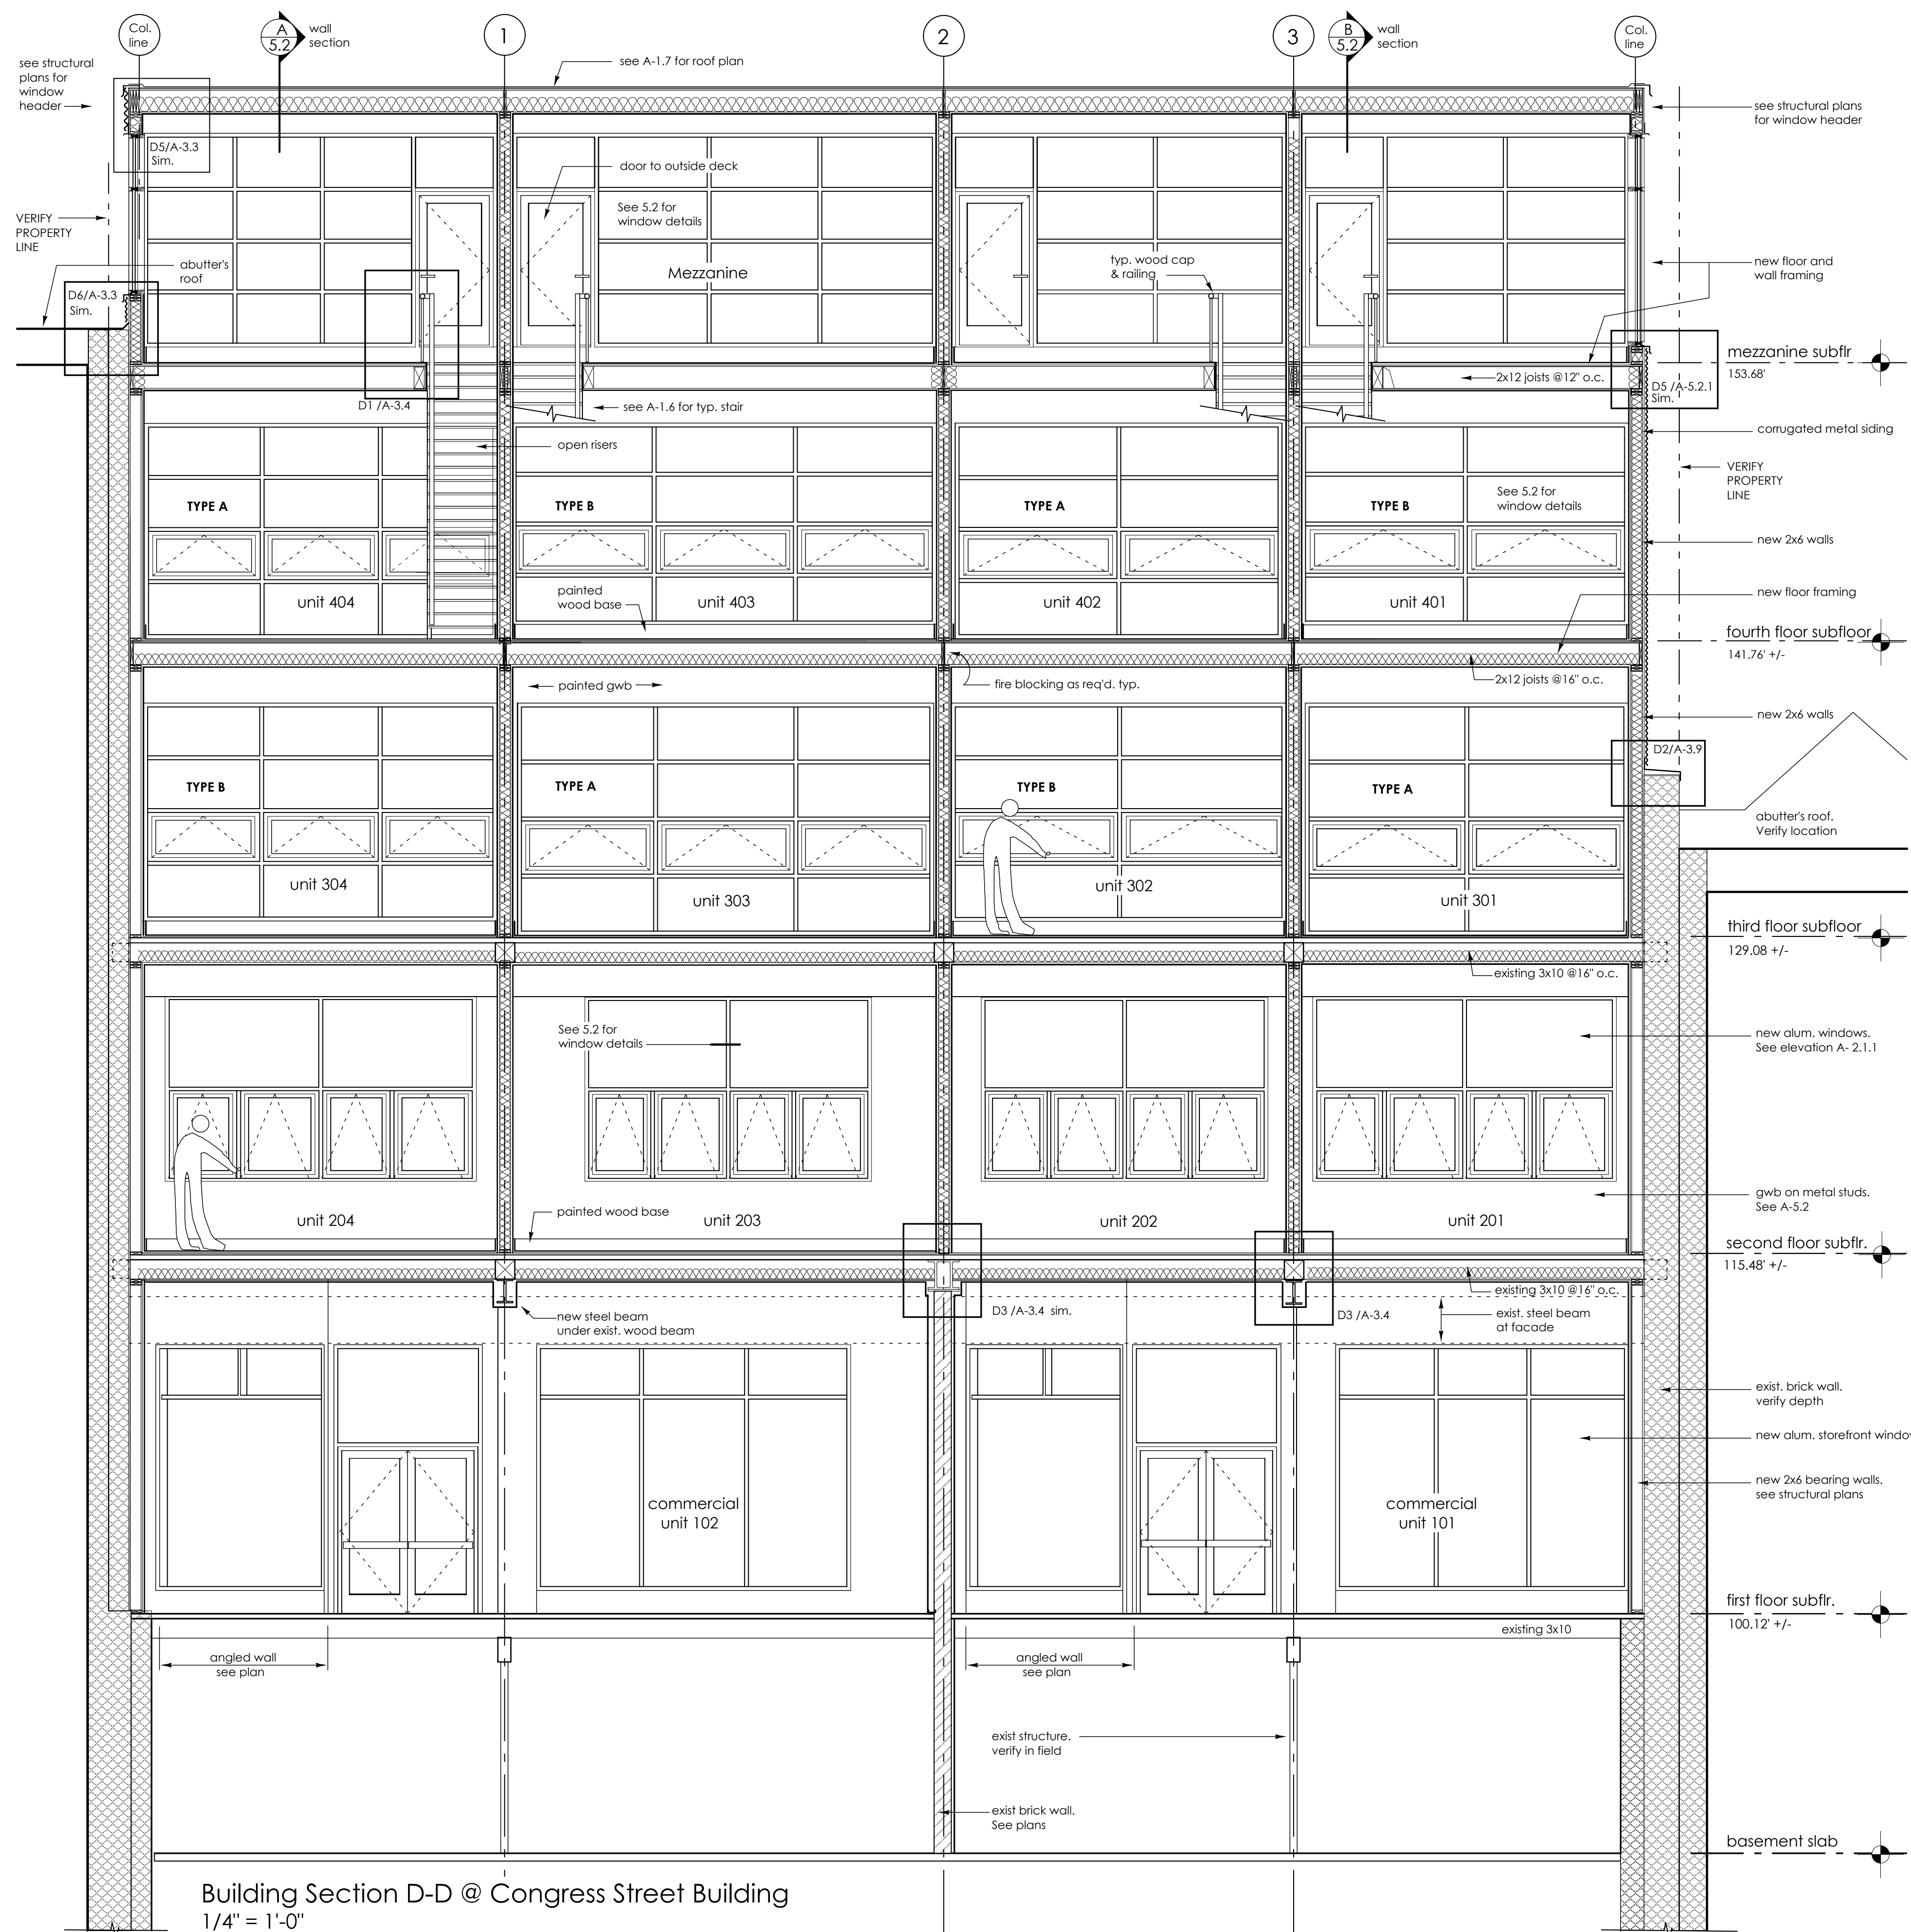 Col.
line
A
5.2
wall
section
1
2
3
B
5.2
wall
section
Col.
line
see structural
plans for
window
header
see A-1.7 for roof plan
see structural plans
for window header
D5/A-3.3
Sim.
door to outside deck
See 5.2 for
window details
VERIFY
PROPERTY
LINE
abutter's
roof
Mezzanine
typ. wood cap
& railing
new floor and
wall framing
D6/A-3.3
Sim.
mezzanine subflr
153.68'
2x12 joists @12" o.c.
D5 /A-5.2.1
Sim.
D1 /A-3.4
see A-1.6 for typ. stair
corrugated metal siding
open risers
VERIFY
PROPERTY
LINE
TYPE A
TYPE B
TYPE A
TYPE B
See 5.2 for
window details
new 2x6 walls
painted
wood base
new floor framing
unit 404
unit 403
unit 402
unit 401
fourth floor subfloor
141.76' +/-
painted gwb
fire blocking as req'd. typ.
2x12 joists @16" o.c.
new 2x6 walls
D2/A-3.9
TYPE B
TYPE A
TYPE B
TYPE A
abutter's roof.
Verify location
unit 304
unit 303
unit 302
unit 301
third floor subfloor
129.08 +/-
existing 3x10 @16" o.c.
See 5.2 for
window details
new alum. windows.
See elevation A- 2.1.1
gwb on metal studs.
See A-5.2
painted wood base
unit 204
unit 203
unit 202
unit 201
second floor subflr.
115.48' +/-
existing 3x10 @16" o.c.
new steel beam
under exist. wood beam
D3 /A-3.4 sim.
D3 /A-3.4
exist. steel beam
at facade
exist. brick wall.
verify depth
new alum. storefront windo
commercial
unit 102
commercial
unit 101
new 2x6 bearing walls.
see structural plans
first floor subflr.
100.12' +/-
existing 3x10
angled wall
see plan
angled wall
see plan
exist structure.
verify in field
exist brick wall.
See plans
basement slab
Building Section D-D @ Congress Street Building
1/4" = 1'-0"